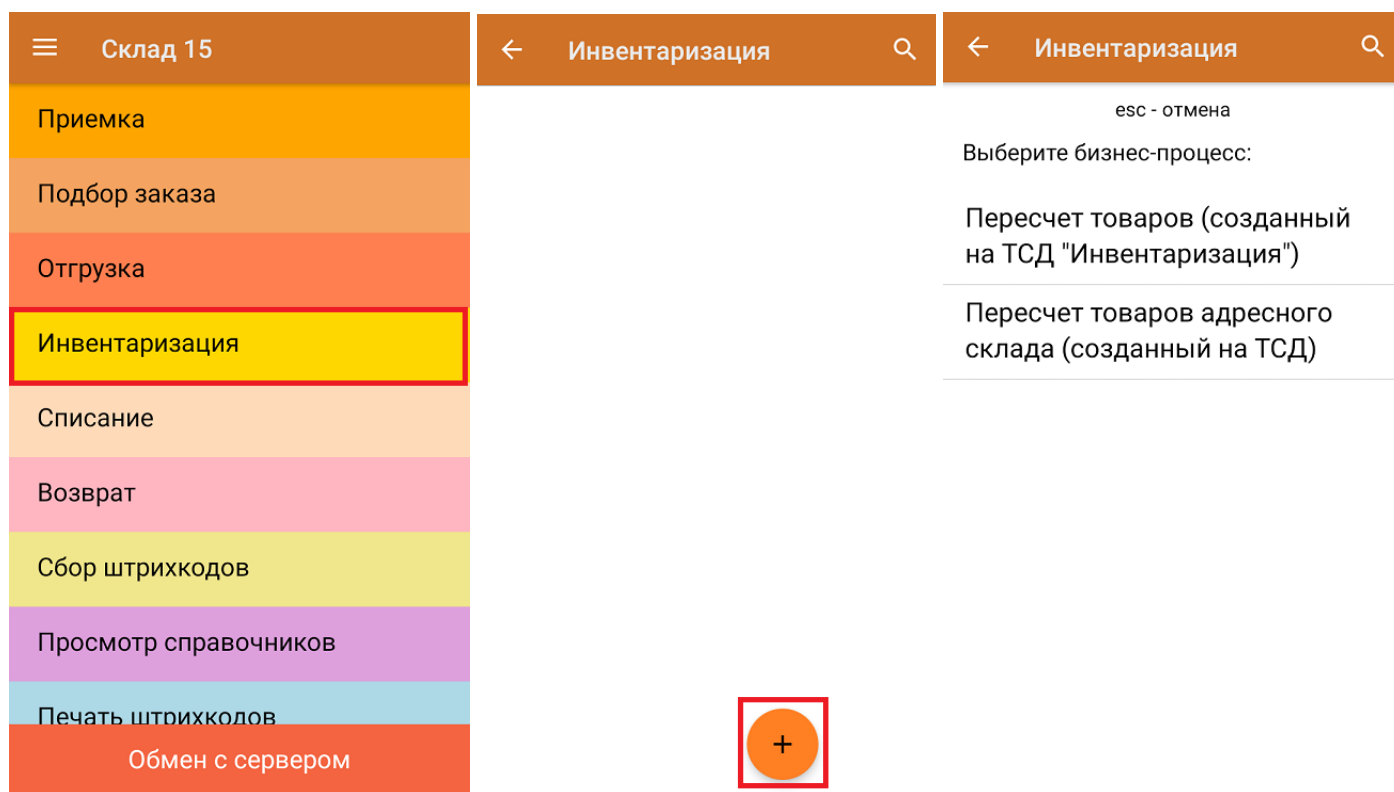 Склад 15
Приемка
Подбор заказа
Отгрузка
Инвентаризация
Списание
Возврат
Сбор штрихкодов
Просмотр справочников
Печать штрихкодов
Обмен с сервером
Инвентаризация
+
Инвентаризация
esc - отмена
Выберите бизнес-процесс:
Пересчет товаров (созданный
на ТСД "Инвентаризация")
Пересчет товаров адресного
склада (созданный на ТСД)